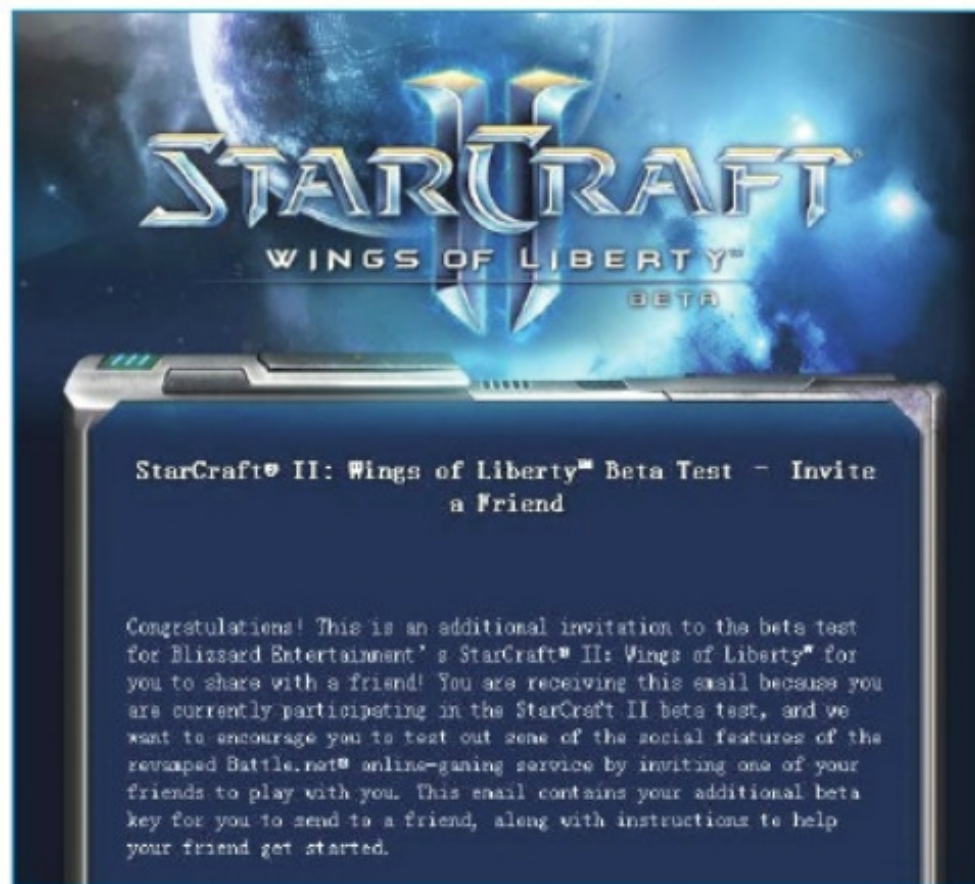 STARCRAFT II
WINGS OF LIBERTY™
BETA
StarCraft® II: Wings of Liberty™ Beta Test - Invite
a Friend
Congratulations! This is an additional invitation to the beta test
for Blizzard Entertainment's StarCraft® II: Wings of Liberty™ for
you to share with a friend! You are receiving this email because you
are currently participating in the StarCraft II beta test, and we
want to encourage you to test out some of the social features of the
revamped Battle.net® online-gaming service by inviting one of your
friends to play with you. This email contains your additional beta
key for you to send to a friend, along with instructions to help
your friend get started.